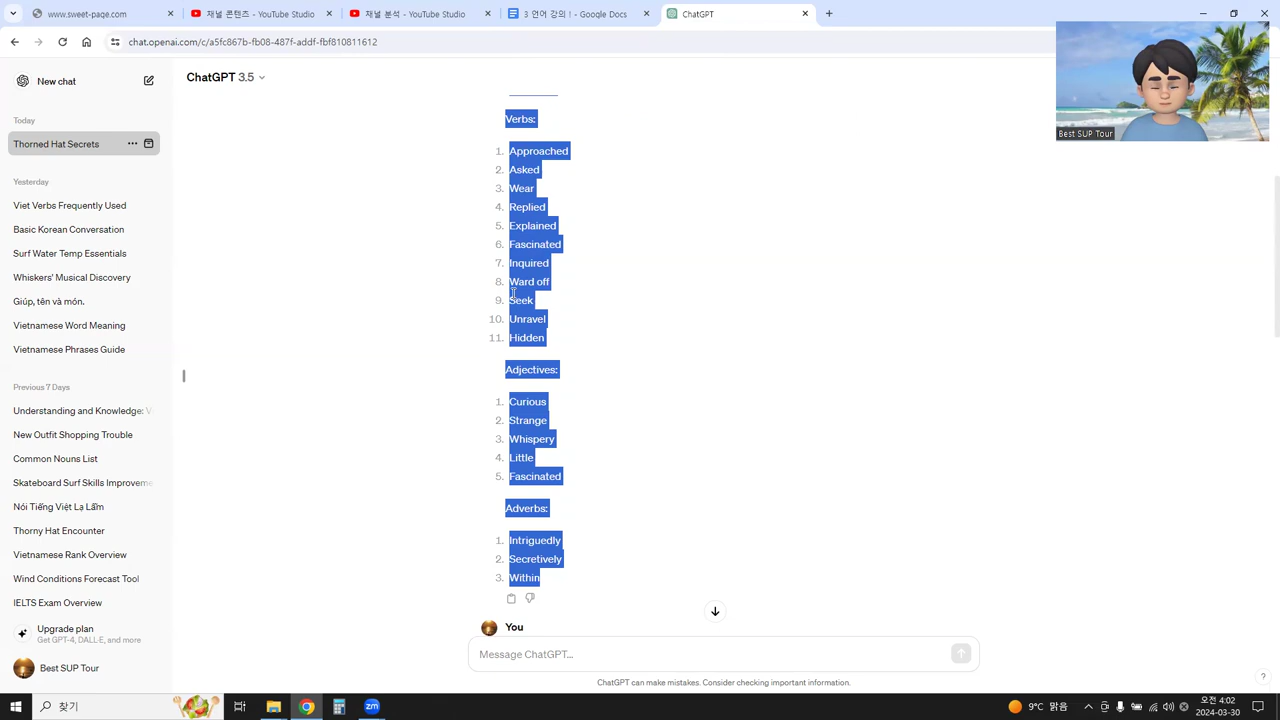 www.sweet-page.com
채널 콘텐츠 - YouTube Studio
채널 분석 - YouTube Studio
3 언어 강의 ! - Google Docs
ChatGPT
chat.openai.com/c/a5fc867b-fb08-487f-addf-fbf810811612
New chat
Today
Thorned Hat Secrets
Yesterday
Viet Verbs Frequently Used
Basic Korean Conversation
Surf Water Temp Essentials
Whiskers' Musical Discovery
Giúp, tên và món.
Vietnamese Word Meaning
Vietnamese Phrases Guide
Previous 7 Days
Understanding and Knowledge: V
New Outfit Shopping Trouble
Common Nouns List
Skateboard Surf Skills Improveme
Nói Tiếng Việt Lạ Lẫm
Thorny Hat Encounter
Vietnamese Rank Overview
Wind Conditions Forecast Tool
IELTS Exam Overview
Upgrade plan
Get GPT-4, DALL·E, and more
Best SUP Tour
ChatGPT 3.5
Verbs:
1. Approached
2. Asked
3. Wear
4. Replied
5. Explained
6. Fascinated
7. Inquired
8. Ward off
9. Seek
10. Unravel
11. Hidden
Adjectives:
1. Curious
2. Strange
3. Whispery
4. Little
5. Fascinated
Adverbs:
1. Intriguedly
2. Secretively
3. Within
You
Message ChatGPT...
ChatGPT can make mistakes. Consider checking important information.
?
Best SUP Tour
찾기
9°C 맑음
오전 4:02
2024-03-30